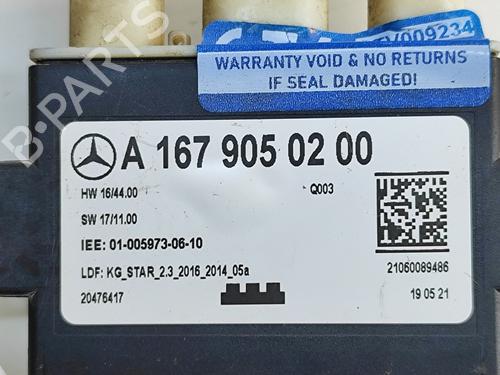 V009234
WARRANTY VOID & NO RETURNS
IF SEAL DAMAGED!
A 167 905 02 00
HW 16/44.00
Q003
SW 17/11.00
IEE: 01-005973-06-10
LDF: KG_STAR_2.3_2016_2014_05a
21060089486
20476417
19 05 21
B-PARTS